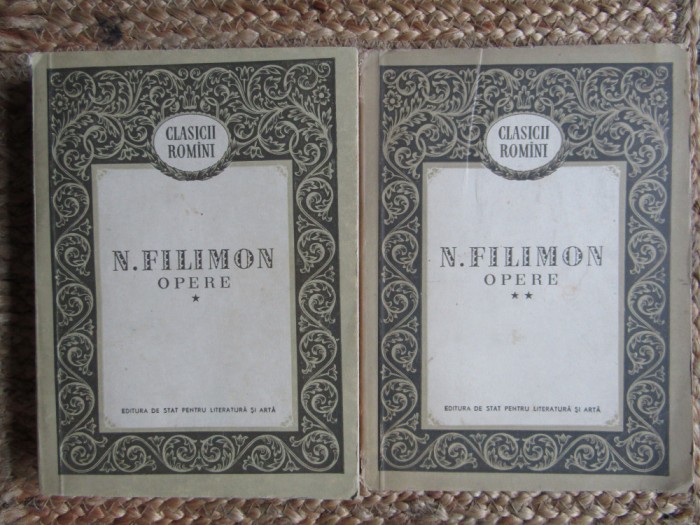 CLASICII
ROMÎNI
N. FILIMON
OPERE
★
EDITURA DE STAT PENTRU LITERATURĂ ȘI ARTĂ
CLASICII
ROMÎNI
N. FILIMON
OPERE
★★
EDITURA DE STAT PENTRU LITERATURĂ ȘI ARTĂ